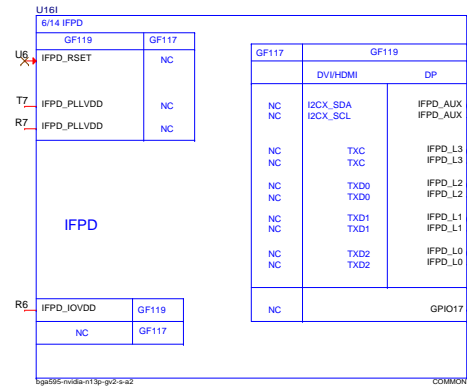 U16I
6/14 IFPD
GF119 GF117
U6 IFPD_RSET NC
T7 IFPD_PLLVDD NC
R7 IFPD_PLLVDD NC
GF117 GF119
DVI/HDMI DP
NC I2CX_SDA IFPD_AUX
NC I2CX_SCL IFPD_AUX
NC TXC IFPD_L3
NC TXC IFPD_L3
NC TXD0 IFPD_L2
NC TXD0 IFPD_L2
NC TXD1 IFPD_L1
NC TXD1 IFPD_L1
NC TXD2 IFPD_L0
NC TXD2 IFPD_L0
IFPD
R6 IFPD_IOVDD GF119
NC GF117
NC GPIO17
bga595-nvidia-n13p-gv2-s-a2 COMMON